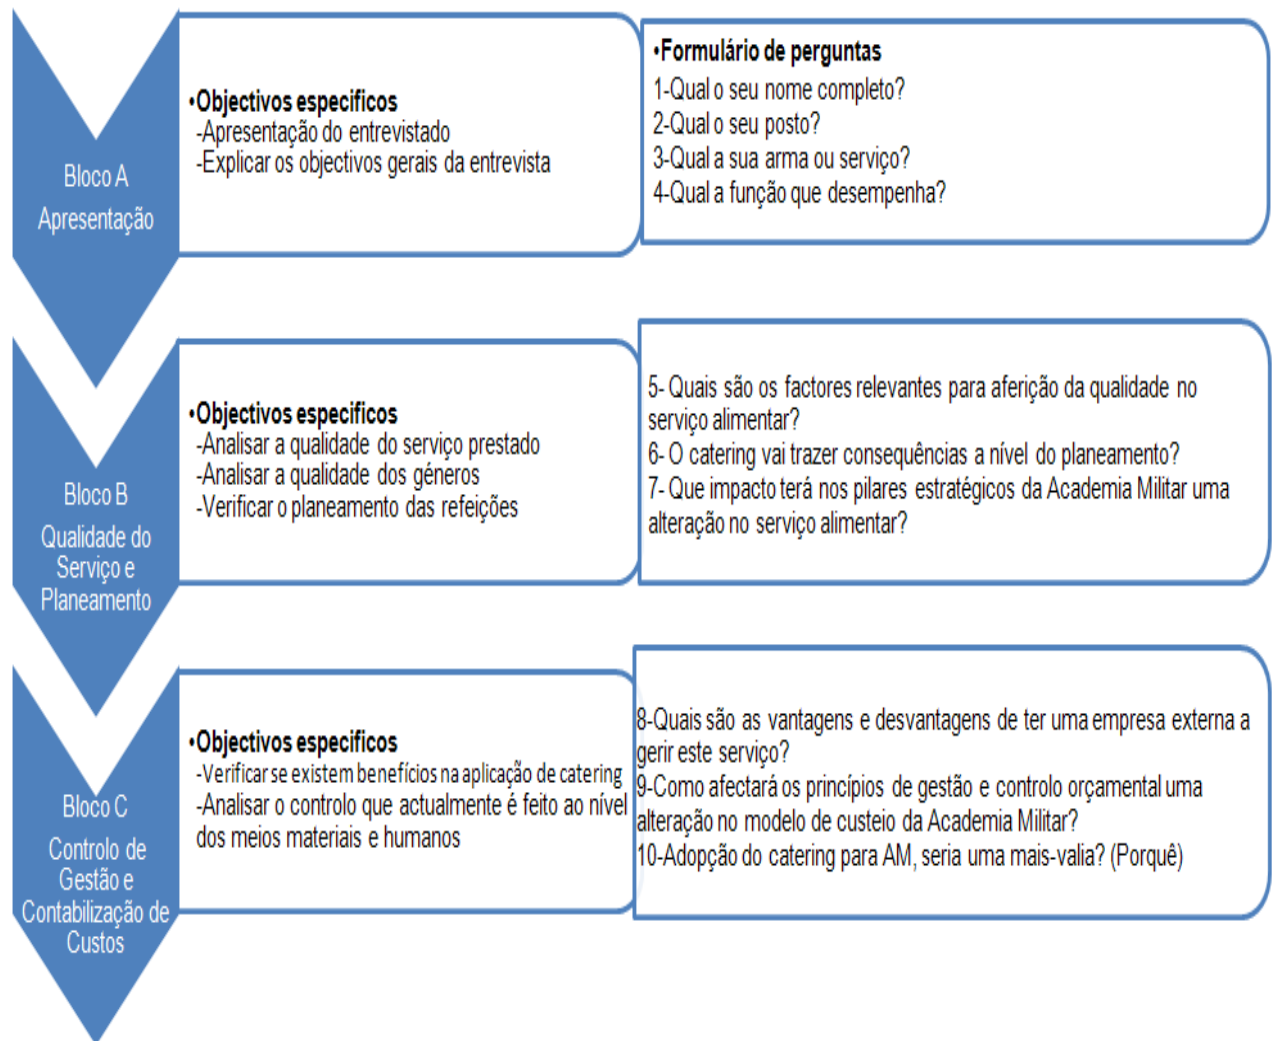 Bloco A
Apresentação
•Objectivos especificos
-Apresentação do entrevistado
-Explicar os objectivos gerais da entrevista
•Formulário de perguntas
1-Qual o seu nome completo?
2-Qual o seu posto?
3-Qual a sua arma ou serviço?
4-Qual a função que desempenha?
Bloco B
Qualidade do
Serviço e
Planeamento
•Objectivos especificos
-Analisar a qualidade do serviço prestado
-Analisar a qualidade dos géneros
-Verificar o planeamento das refeições
5- Quais são os factores relevantes para aferição da qualidade no
serviço alimentar?
6- O catering vai trazer consequências a nível do planeamento?
7- Que impacto terá nos pilares estratégicos da Academia Militar uma
alteração no serviço alimentar?
Bloco C
Controlo de
Gestão e
Contabilização de
Custos
•Objectivos especificos
-Verificar se existem benefícios na aplicação de catering
-Analisar o controlo que actualmente é feito ao nível
dos meios materiais e humanos
8-Quais são as vantagens e desvantagens de ter uma empresa externa a
gerir este serviço?
9-Como afectará os princípios de gestão e controlo orçamental uma
alteração no modelo de custeio da Academia Militar?
10-Adopção do catering para AM, seria uma mais-valia? (Porquê)